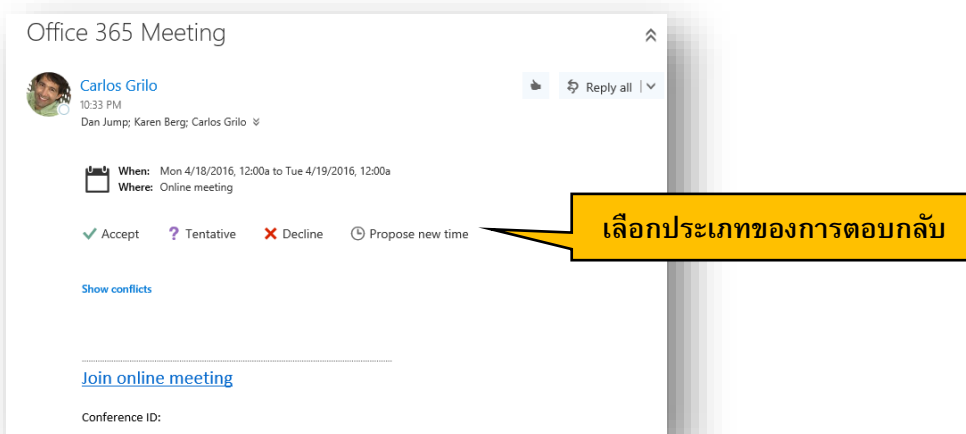 Office 365 Meeting
Carlos Grilo
10:33 PM
Dan Jump; Karen Berg; Carlos Grilo
Reply all
When: Mon 4/18/2016, 12:00a to Tue 4/19/2016, 12:00a
Where: Online meeting
Accept ? Tentative Decline Propose new time
เลือกประเภทของการตอบกลับ
Show conflicts
Join online meeting
Conference ID: